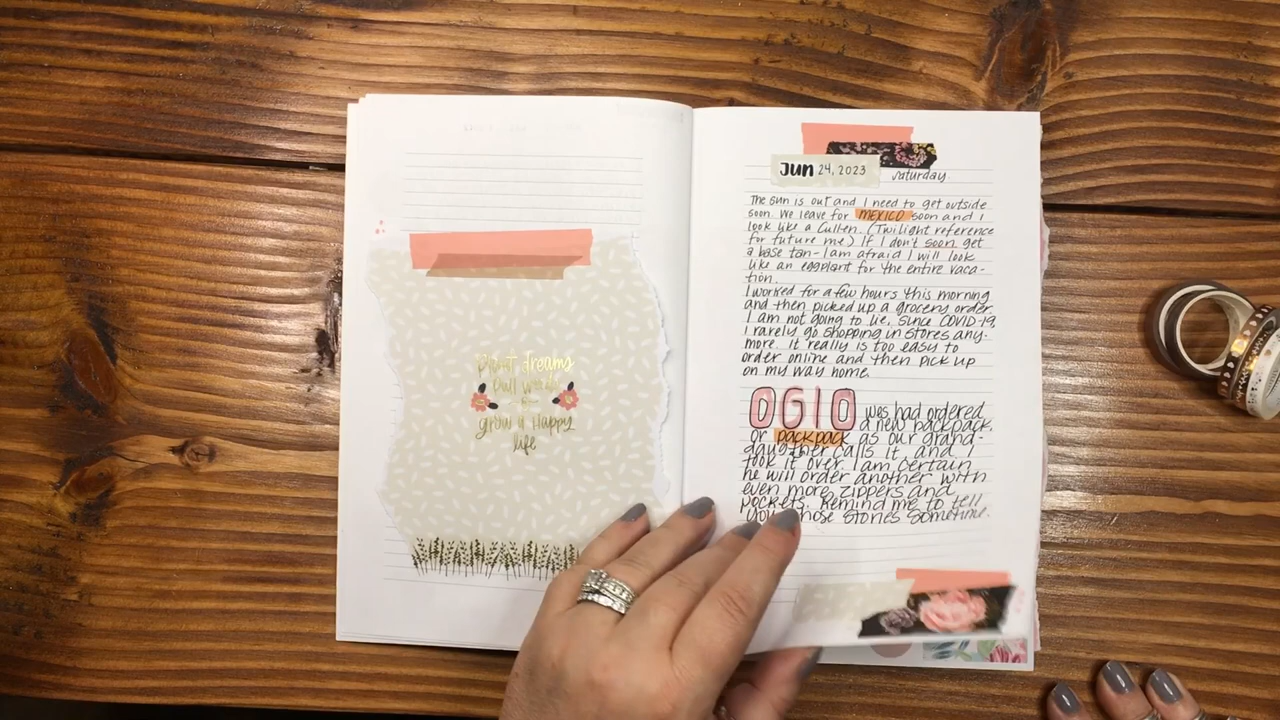 plant dreams
pull weeds
&
grow a Happy
life
Jun 24, 2023
saturday.
The sun is out and I need to get outside
soon. We leave for MEXICO soon and I
look like a Cullen. (Twilight reference
for future me) If I don't soon get
a base tan- I am afraid I will look
like an eggplant for the entire vaca-
tion.
I worked for a few hours this morning
and then picked up a grocery order.
I am not going to lie, since COVID-19,
I rarely go shopping in stores any-
more. It really is too easy to
order online and then pick up
on my way home.
OGIO was had ordered
a new backpack.
or packpack as our grand-
daughter calls it and I
took it over. I am certain
he will order another with
even more zippers and
pockets. Remind me to tell
you those stories sometime.